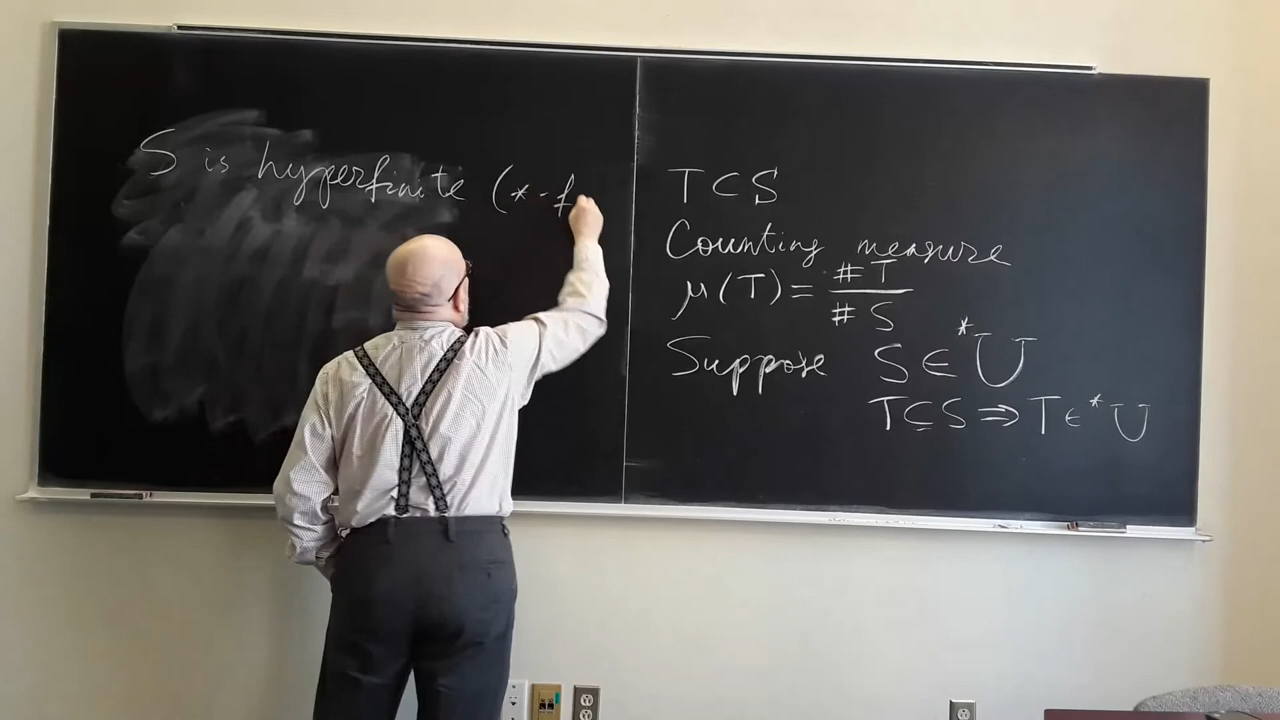 S is hyperfinite (*-f
T⊂S
Counting measure
μ(T)= #T / #S
Suppose S∈*U
T⊆S⇒T∈*U